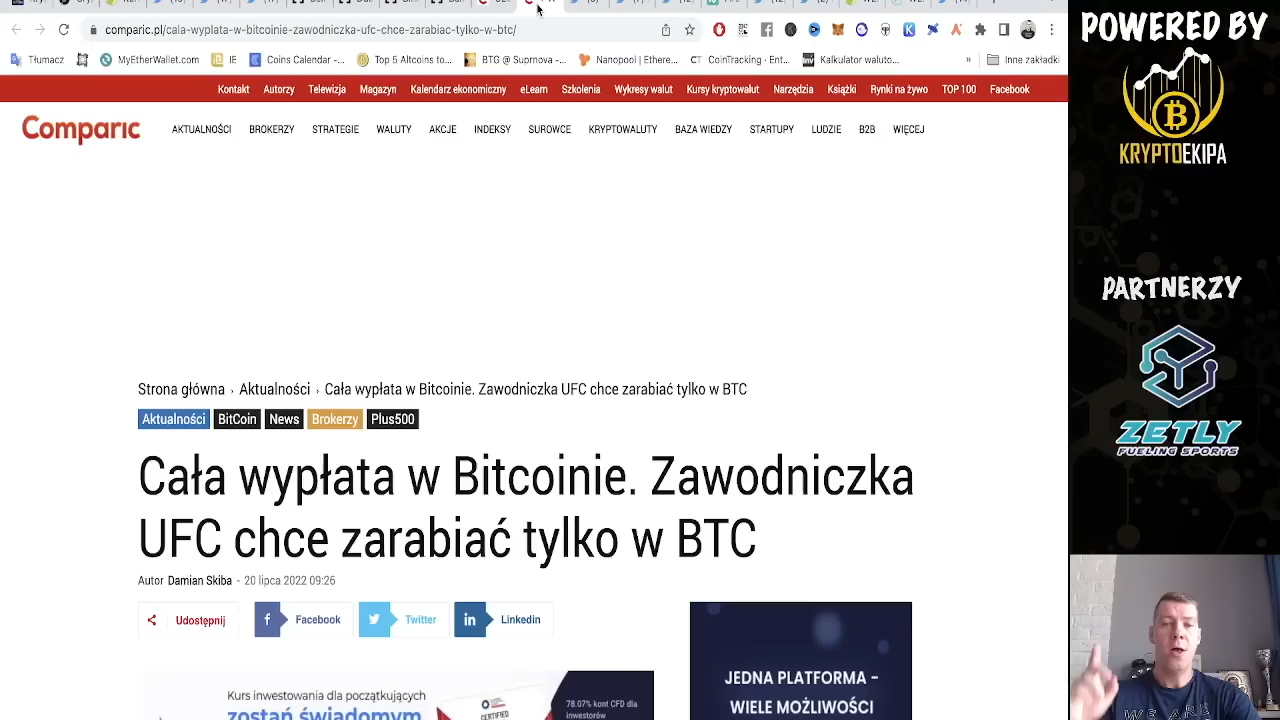 comparic.pl/cala-wyplata-w-bitcoinie-zawodniczka-ufc-chce-zarabiac-tylko-w-btc/
Tłumacz MyEtherWallet.com IE Coins Calendar -... Top 5 Altcoins to... BTG @ Suprnova -... Nanopool | Ethere... CoinTracking · Ent... Kalkulator waluto... » Inne zakładki
Kontakt Autorzy Telewizja Magazyn Kalendarz ekonomiczny eLearn Szkolenia Wykresy walut Kursy kryptowalut Narzędzia Książki Rynki na żywo TOP 100 Facebook
Comparic AKTUALNOŚCI BROKERZY STRATEGIE WALUTY AKCJE INDEKSY SUROWCE KRYPTOWALUTY BAZA WIEDZY STARTUPY LUDZIE B2B WIĘCEJ
Strona główna › Aktualności › Cała wypłata w Bitcoinie. Zawodniczka UFC chce zarabiać tylko w BTC
Aktualności BitCoin News Brokerzy Plus500
Cała wypłata w Bitcoinie. Zawodniczka
UFC chce zarabiać tylko w BTC
Autor Damian Skiba - 20 lipca 2022 09:26
Udostępnij Facebook Twitter Linkedin
Kurs inwestowania dla początkujących
zostań świadomym
CERTIFIED
78.07% kont CFD dla
inwestorów
JEDNA PLATFORMA –
WIELE MOŻLIWOŚCI
POWERED BY
KRYPTOEKIPA
PARTNERZY
ZETLY
FUELING SPORTS
WE ARE